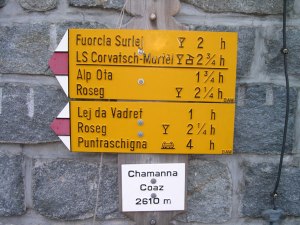 Fuorcla Surlej 2 h
LS Corvatsch-Murtel 2 3/4 h
Alp Ota 1 3/4 h
Roseg 2 1/4 h
Lej da Vadret 1 h
Roseg 2 1/4 h
Puntraschigna 4 h
Chamanna
Coaz
2610 m